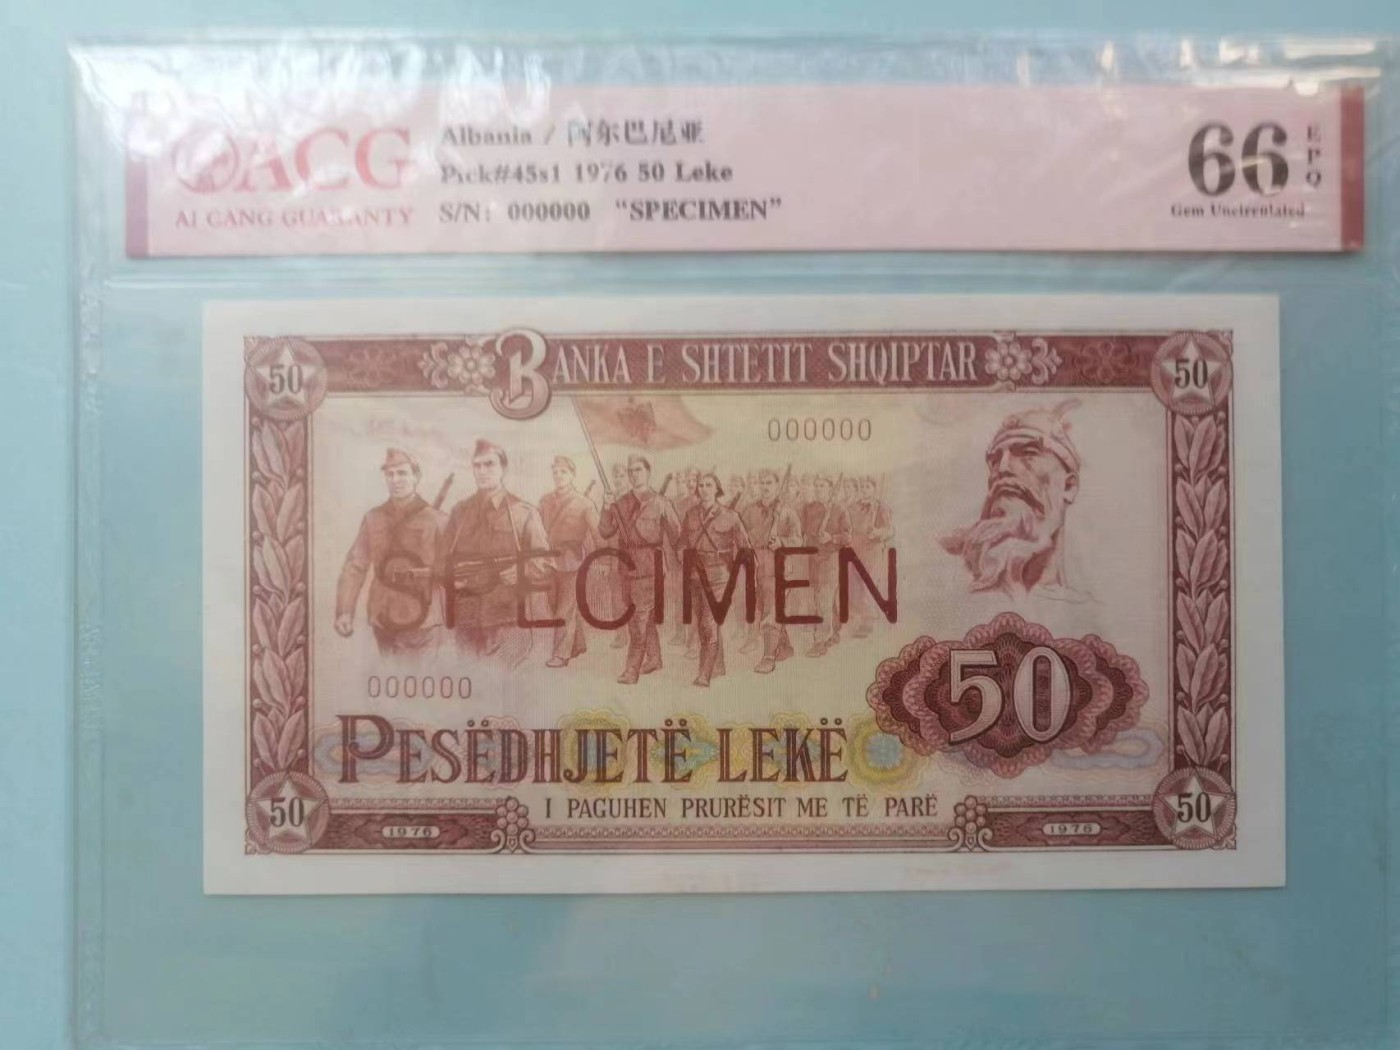 ACG
AI CANG GUARANTY
Albania / 阿尔巴尼亚
Pick#45s1 1976 50 Leke
S/N: 000000 "SPECIMEN"
66
EPQ
Gem Uncirculated
50
BANKA E SHTETIT SHQIPTAR
50
000000
SPECIMEN
000000
50
PESËDHJETË LEKË
I PAGUHEN PRURËSIT ME TË PARË
50
1976
1976
50